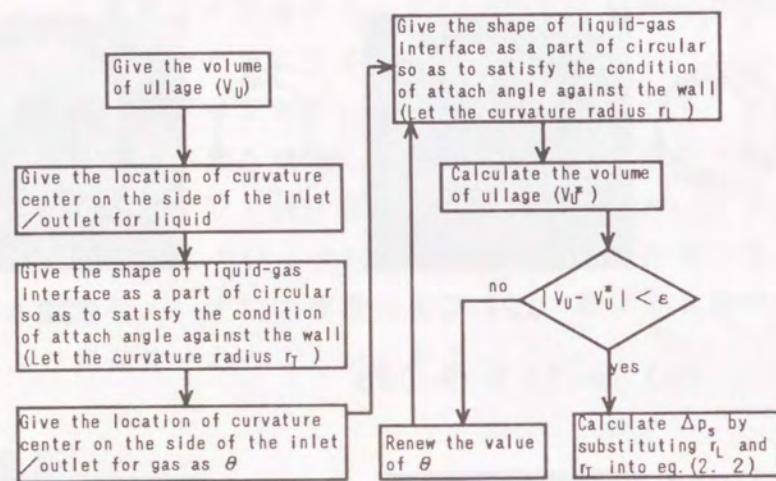 Give the volume
of ullage (V_U)
Give the location of curvature
center on the side of the inlet
/outlet for liquid
Give the shape of liquid-gas
interface as a part of circular
so as to satisfy the condition
of attach angle against the wall
(Let the curvature radius r_T )
Give the location of curvature
center on the side of the inlet
/outlet for gas as θ
Give the shape of liquid-gas
interface as a part of circular
so as to satisfy the condition
of attach angle against the wall
(Let the curvature radius r_L )
Calculate the volume
of ullage (V_U^*)
no
| V_U - V_U^* | < ε
yes
Renew the value
of θ
Calculate Δp_s by
substituting r_L and
r_T into eq. (2. 2)